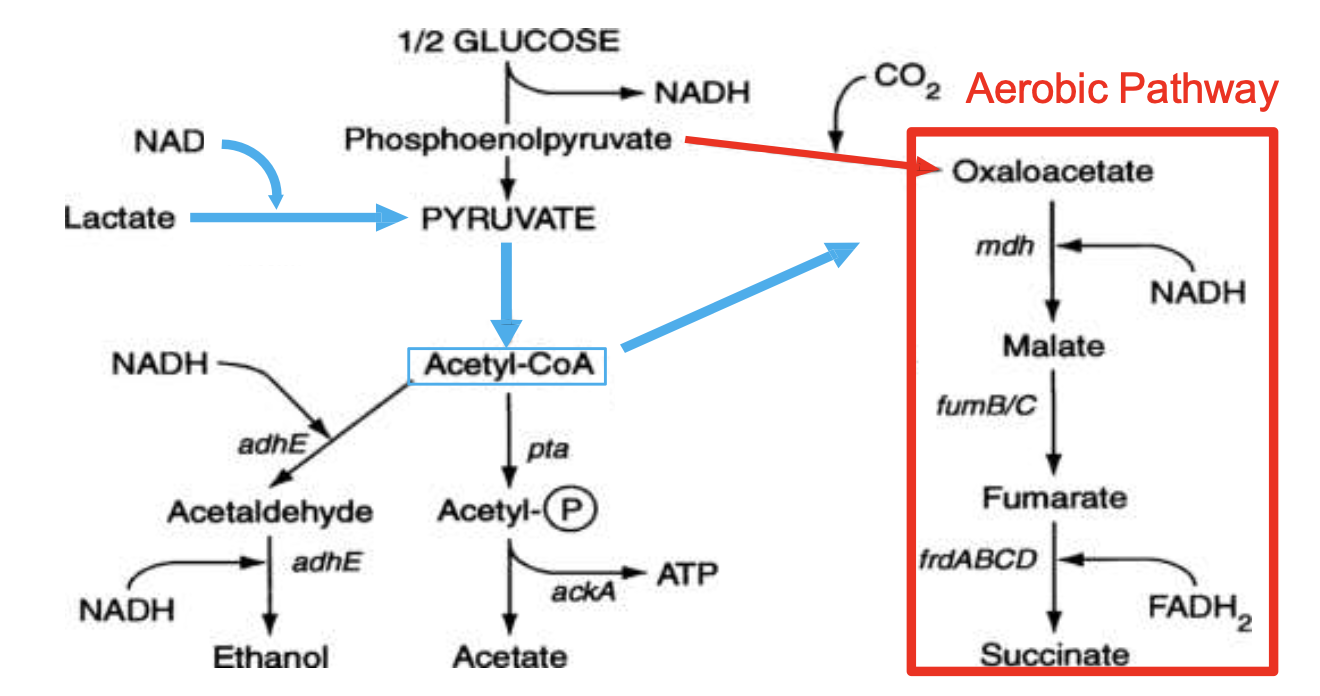 1/2 GLUCOSE
NADH
CO2
Aerobic Pathway
NAD
Phosphoenolpyruvate
Oxaloacetate
Lactate
PYRUVATE
mdh
NADH
Malate
NADH
Acetyl-CoA
fumB/C
adhE
pta
Acetaldehyde
Acetyl-P
Fumarate
adhE
ATP
frdABCD
ackA
NADH
FADH2
Ethanol
Acetate
Succinate